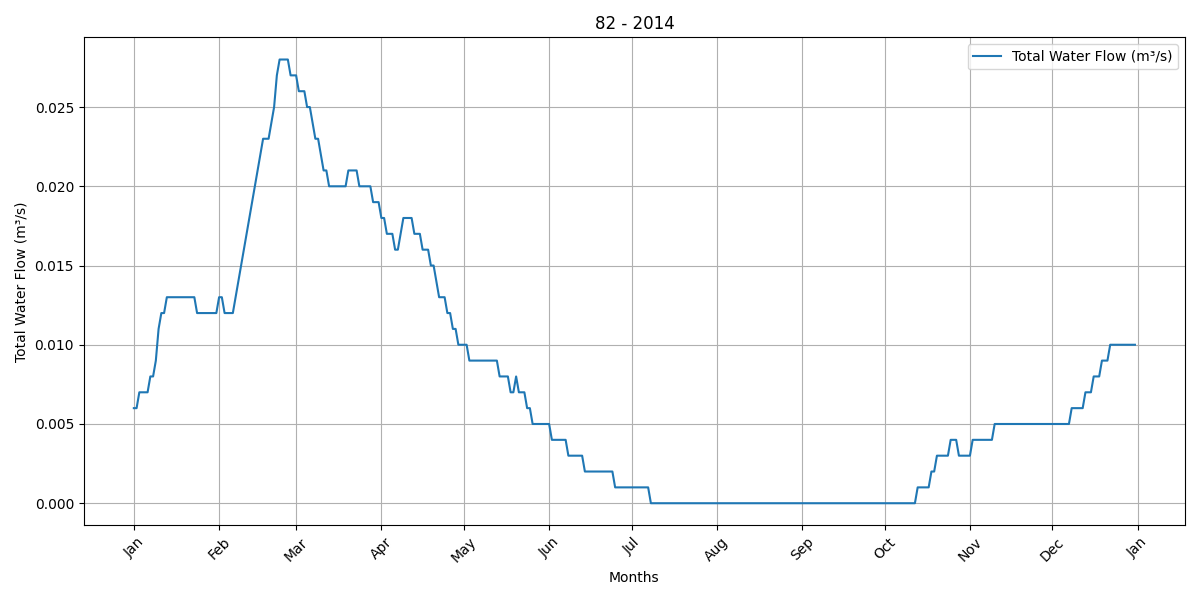 82 - 2014
Total Water Flow (m³/s)
Total Water Flow (m³/s)
0.025
0.020
0.015
0.010
0.005
0.000
Jan
Feb
Mar
Apr
May
Jun
Jul
Aug
Sep
Oct
Nov
Dec
Jan
Months